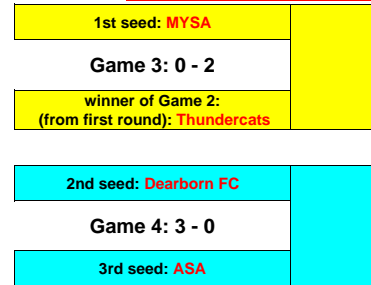 1st seed: MYSA
Game 3: 0 - 2
winner of Game 2:
(from first round): Thundercats
2nd seed: Dearborn FC
Game 4: 3 - 0
3rd seed: ASA